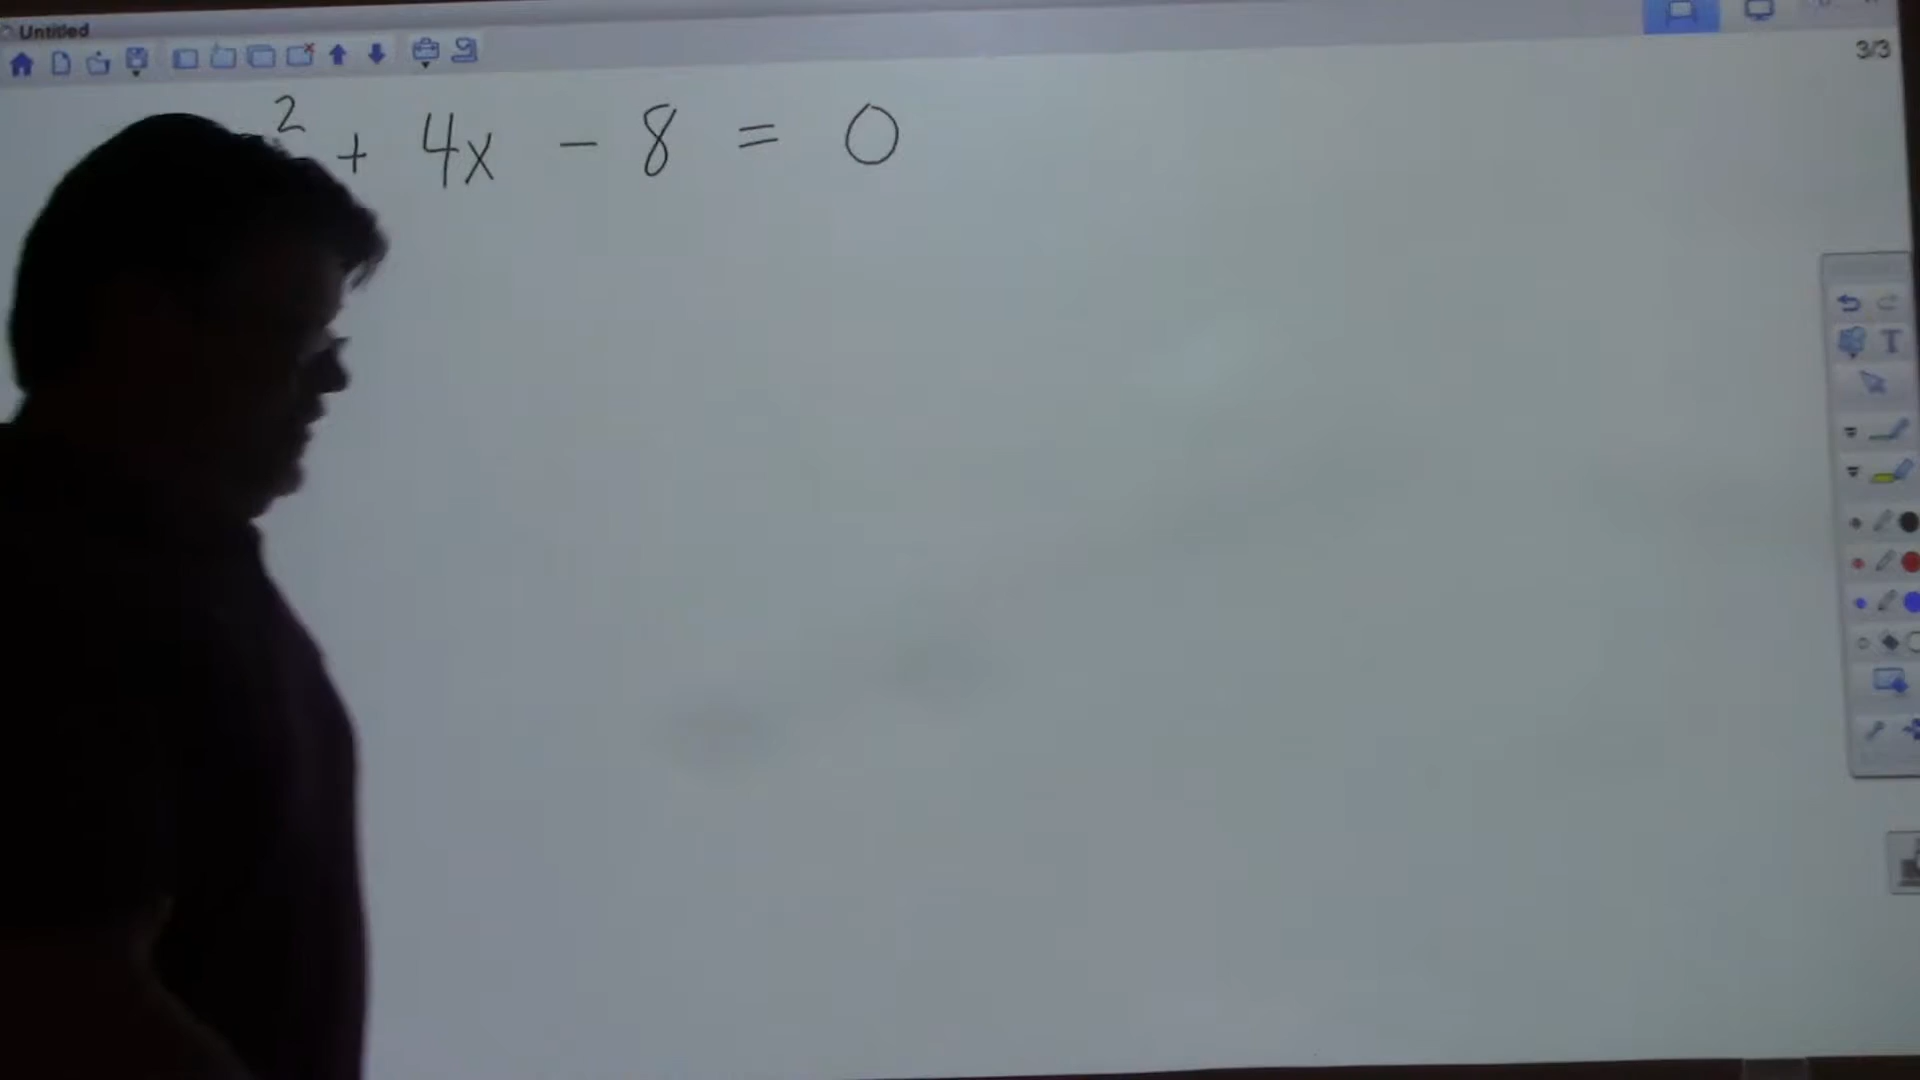 Untitled
3/3
2 + 4x - 8 = 0
T